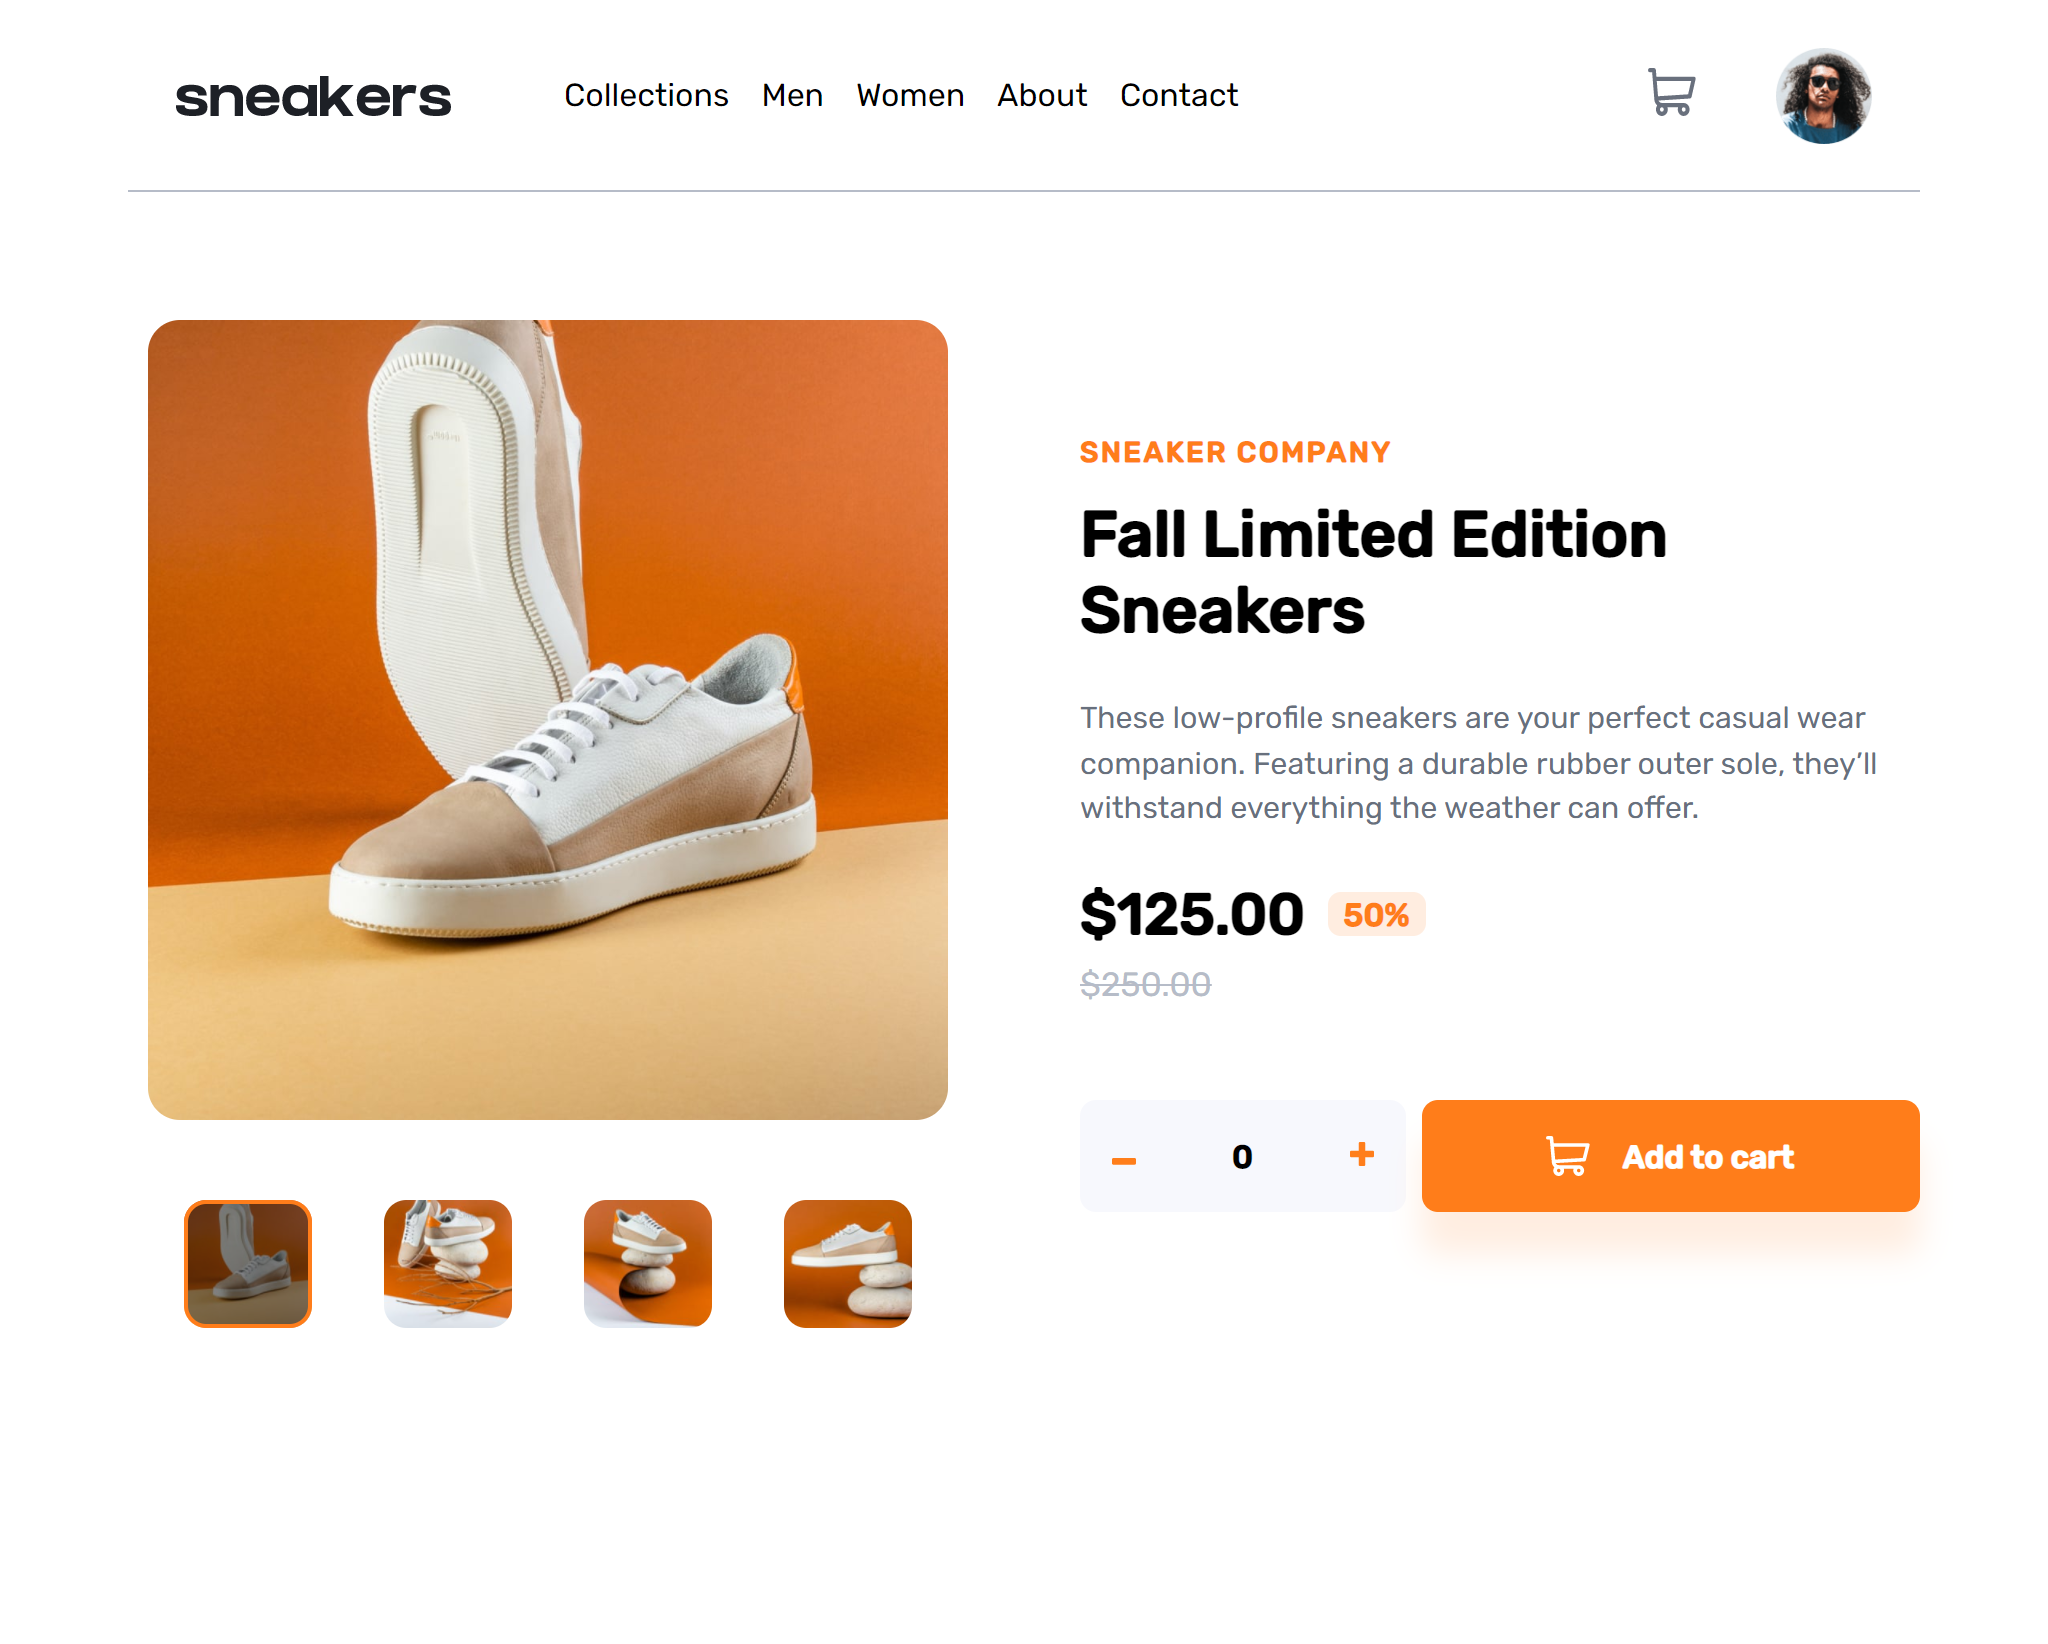 sneakers
Collections Men Women About Contact
SNEAKER COMPANY
Fall Limited Edition
Sneakers
These low-profile sneakers are your perfect casual wear
companion. Featuring a durable rubber outer sole, they’ll
withstand everything the weather can offer.
$125.00 50%
$250.00
0
Add to cart